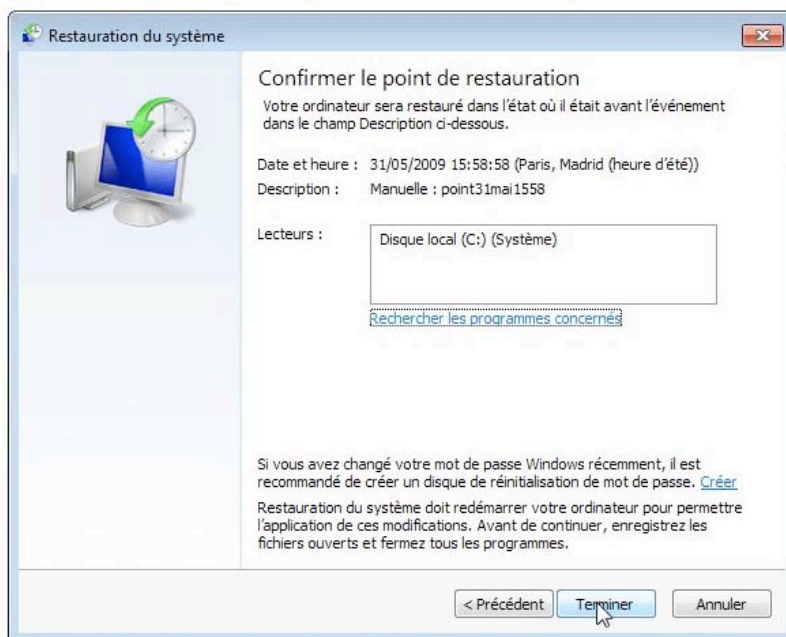 Restauration du système
Confirmer le point de restauration
Votre ordinateur sera restauré dans l'état où il était avant l'événement
dans le champ Description ci-dessous.
Date et heure : 31/05/2009 15:58:58 (Paris, Madrid (heure d'été))
Description : Manuelle : point31mai1558
Lecteurs : Disque local (C:) (Système)
Rechercher les programmes concernés
Si vous avez changé votre mot de passe Windows récemment, il est
recommandé de créer un disque de réinitialisation de mot de passe. Créer
Restauration du système doit redémarrer votre ordinateur pour permettre
l'application de ces modifications. Avant de continuer, enregistrez les
fichiers ouverts et fermez tous les programmes.
< Précédent Terminer Annuler